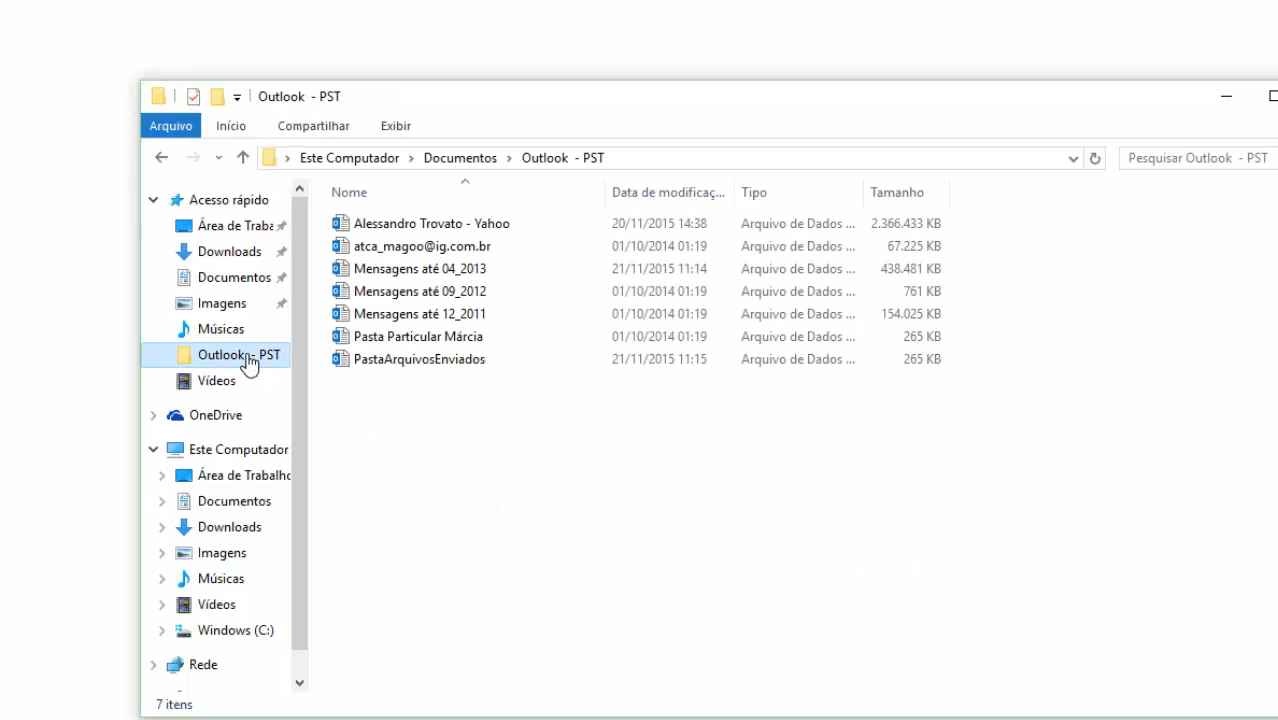 Outlook - PST
Arquivo Início Compartilhar Exibir
Este Computador Documentos Outlook - PST Pesquisar Outlook - PST
Acesso rápido
Área de Traba
Downloads
Documentos
Imagens
Músicas
Outlook - PST
Vídeos
OneDrive
Este Computador
Área de Trabalho
Documentos
Downloads
Imagens
Músicas
Vídeos
Windows (C:)
Rede
Nome Data de modificaç... Tipo Tamanho
Alessandro Trovato - Yahoo 20/11/2015 14:38 Arquivo de Dados ... 2.366.433 KB
atca_magoo@ig.com.br 01/10/2014 01:19 Arquivo de Dados ... 67.225 KB
Mensagens até 04_2013 21/11/2015 11:14 Arquivo de Dados ... 438.481 KB
Mensagens até 09_2012 01/10/2014 01:19 Arquivo de Dados ... 761 KB
Mensagens até 12_2011 01/10/2014 01:19 Arquivo de Dados ... 154.025 KB
Pasta Particular Márcia 01/10/2014 01:19 Arquivo de Dados ... 265 KB
PastaArquivosEnviados 21/11/2015 11:15 Arquivo de Dados ... 265 KB
7 itens